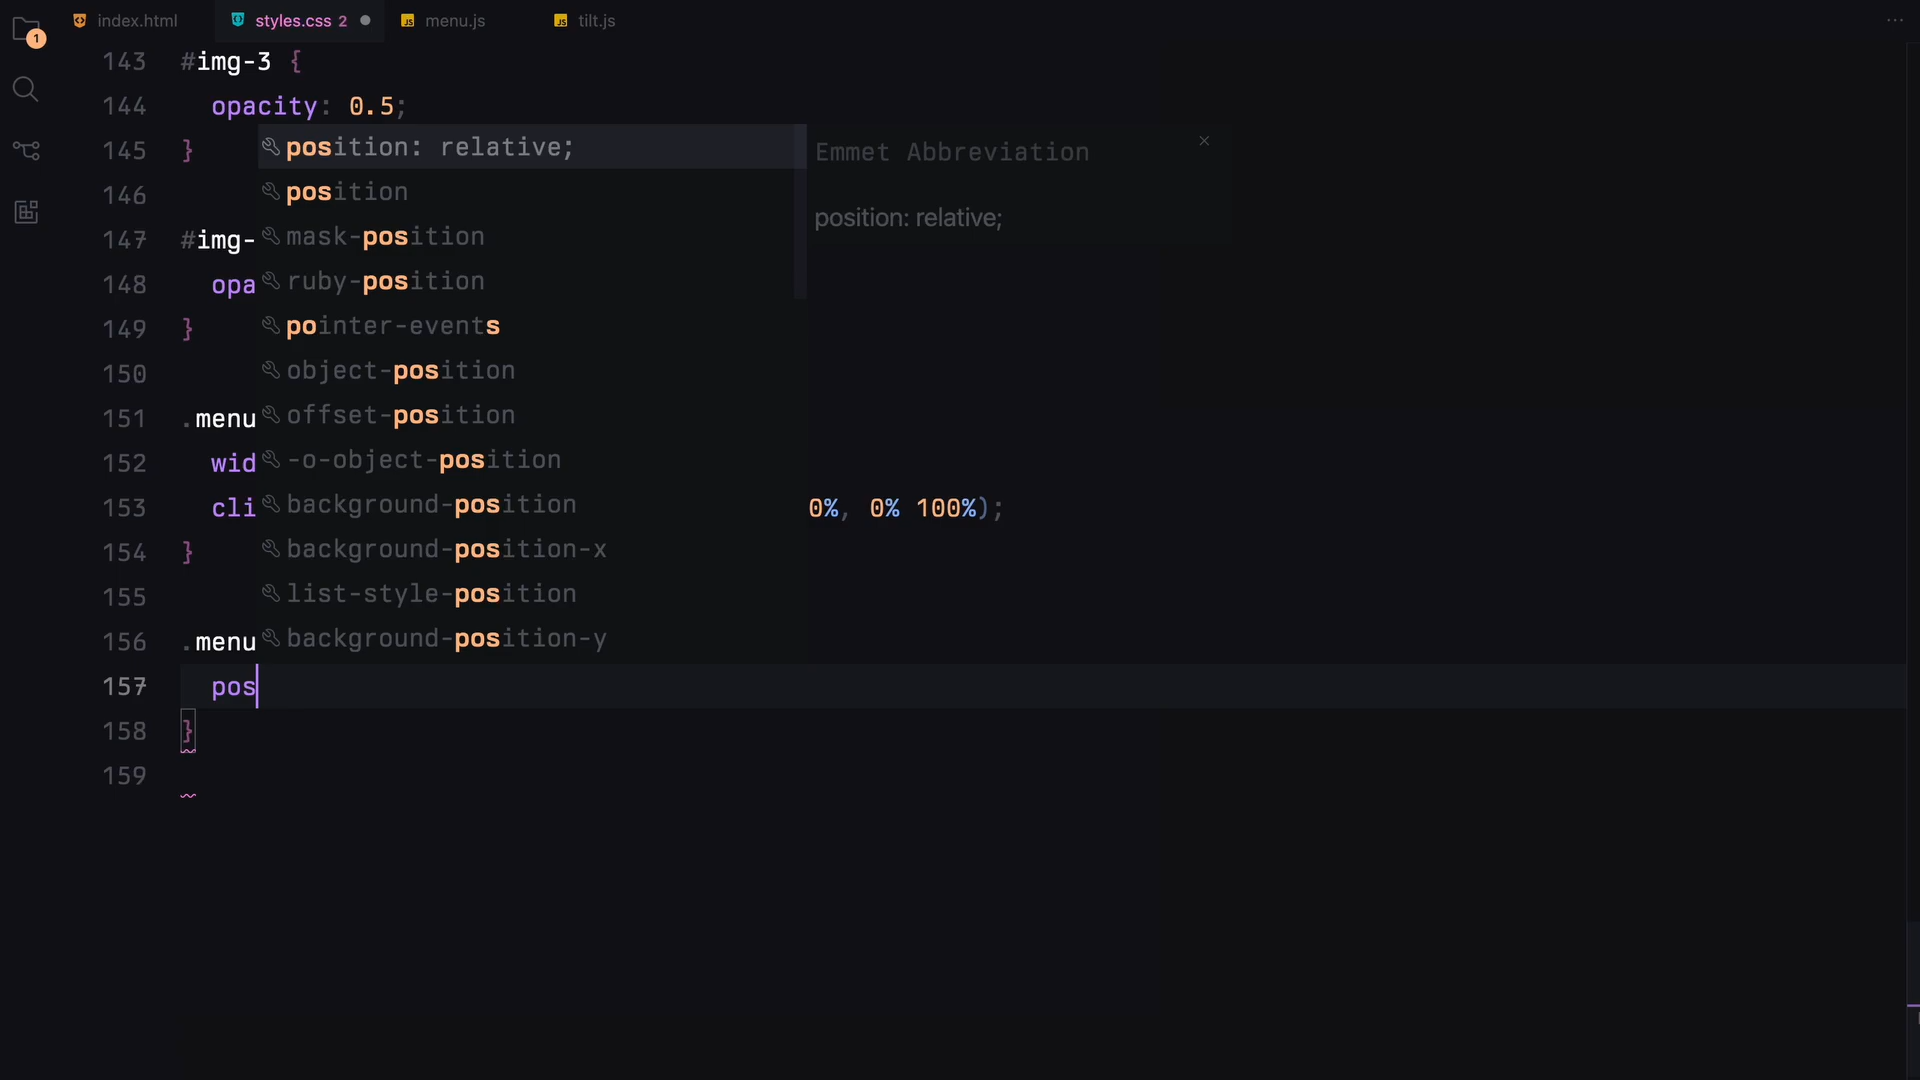 index.html
styles.css 2
menu.js
tilt.js
1
143 #img-3 {
144 opacity: 0.5;
145 }
146
147 #img-
148 opa
149 }
150
151 .menu
152 wid
153 cli 0%, 0% 100%);
154 }
155
156 .menu
157 pos
158 }
159
position: relative;
position
mask-position
ruby-position
pointer-events
object-position
offset-position
-o-object-position
background-position
background-position-x
list-style-position
background-position-y
Emmet Abbreviation
position: relative;